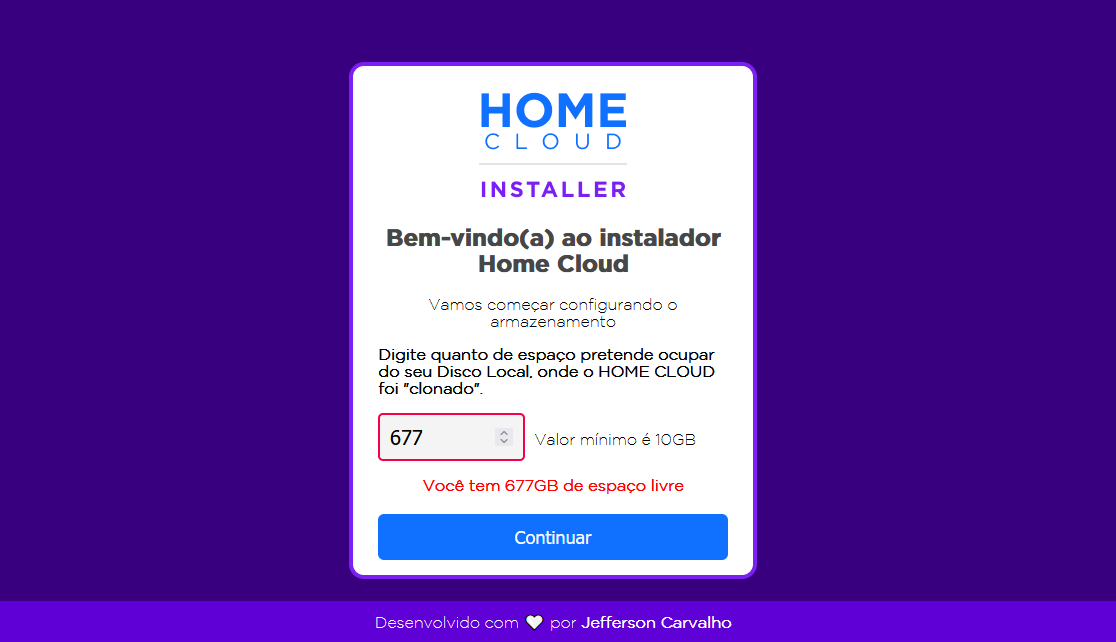 HOME
CLOUD
INSTALLER
Bem-vindo(a) ao instalador
Home Cloud
Vamos começar configurando o
armazenamento
Digite quanto de espaço pretende ocupar
do seu Disco Local, onde o HOME CLOUD
foi "clonado".
677 Valor mínimo é 10GB
Você tem 677GB de espaço livre
Continuar
Desenvolvido com 🤍 por Jefferson Carvalho